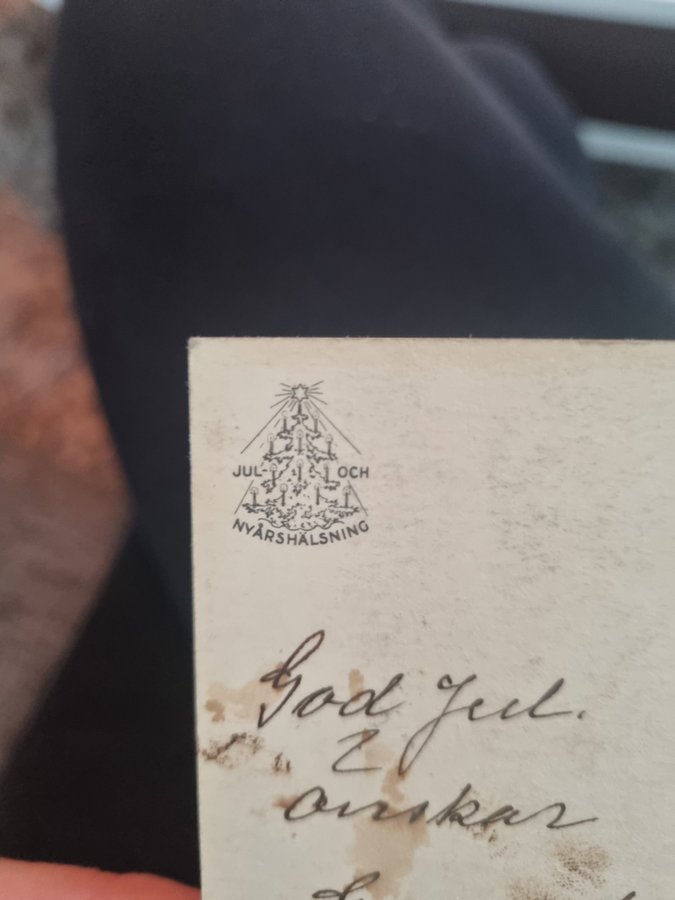 JUL- OCH
NYÅRSHÄLSNING
God Jul.
önskar